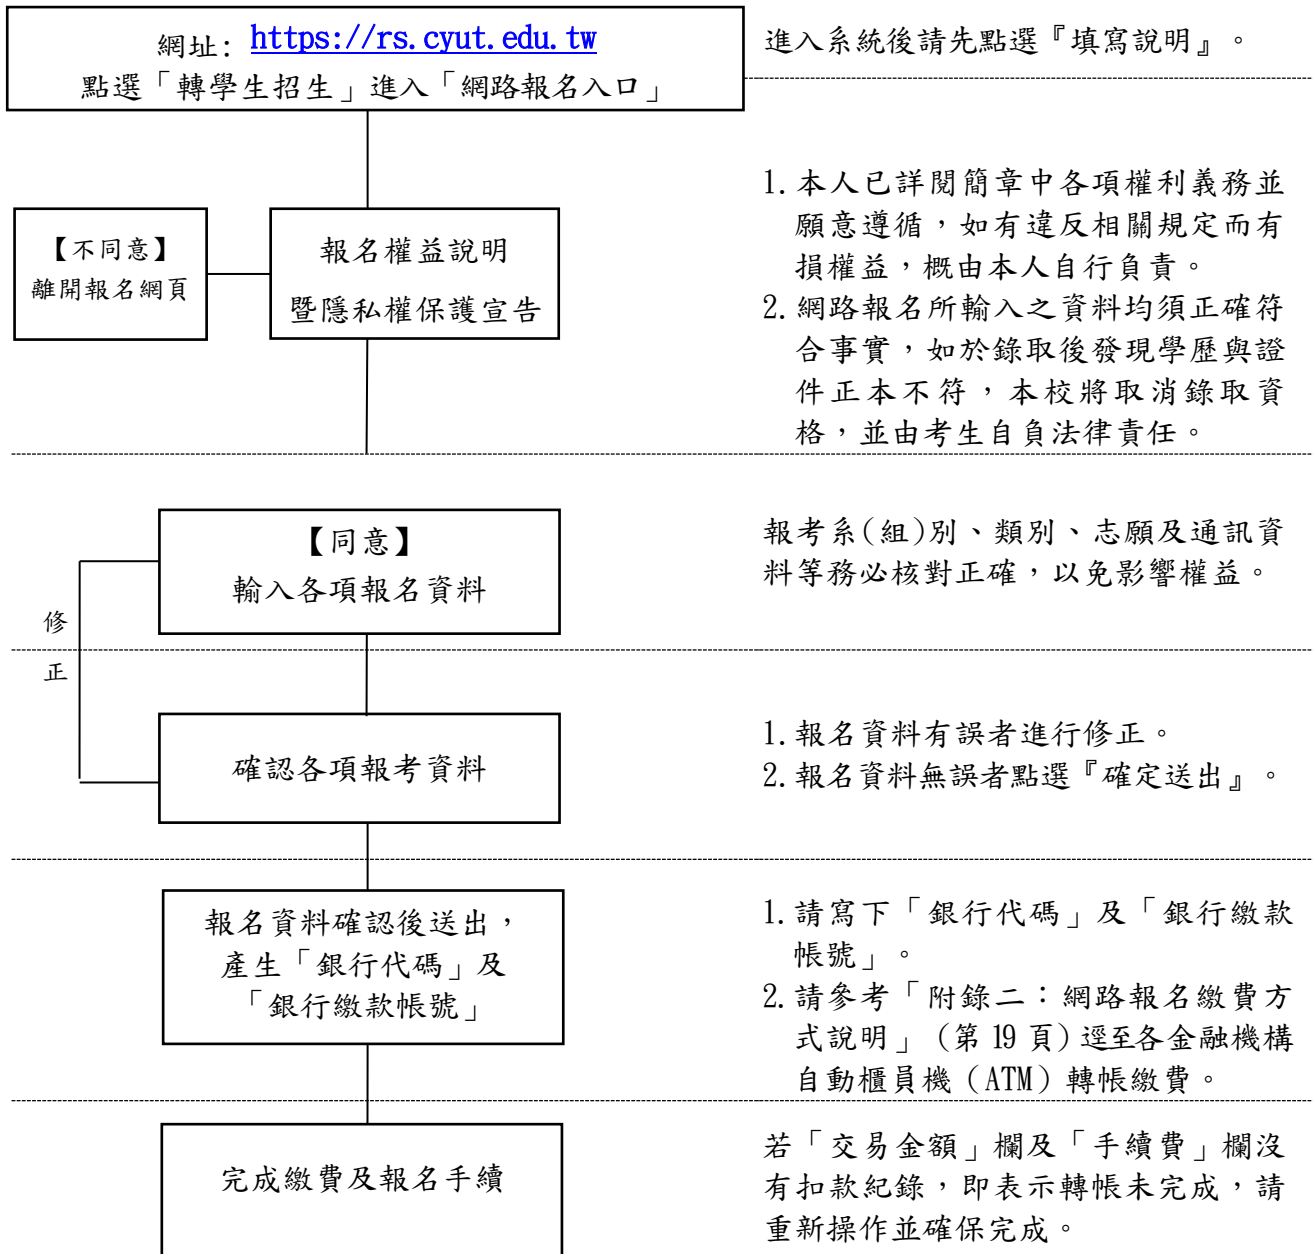 網址: https://rs.cyut.edu.tw
點選「轉學生招生」進入「網路報名入口」
進入系統後請先點選『填寫說明』。
【不同意】
離開報名網頁
報名權益說明
暨隱私權保護宣告
1.本人已詳閱簡章中各項權利義務並
願意遵循，如有違反相關規定而有
損權益，概由本人自行負責。
2.網路報名所輸入之資料均須正確符
合事實，如於錄取後發現學歷與證
件正本不符，本校將取消錄取資
格，並由考生自負法律責任。
【同意】
輸入各項報名資料
報考系(組)別、類別、志願及通訊資
料等務必核對正確，以免影響權益。
修
正
確認各項報考資料
1.報名資料有誤者進行修正。
2.報名資料無誤者點選『確定送出』。
報名資料確認後送出，
產生「銀行代碼」及
「銀行繳款帳號」
1.請寫下「銀行代碼」及「銀行繳款
帳號」。
2.請參考「附錄二：網路報名繳費方
式說明」(第 19 頁)逕至各金融機構
自動櫃員機（ATM）轉帳繳費。
完成繳費及報名手續
若「交易金額」欄及「手續費」欄沒
有扣款紀錄，即表示轉帳未完成，請
重新操作並確保完成。